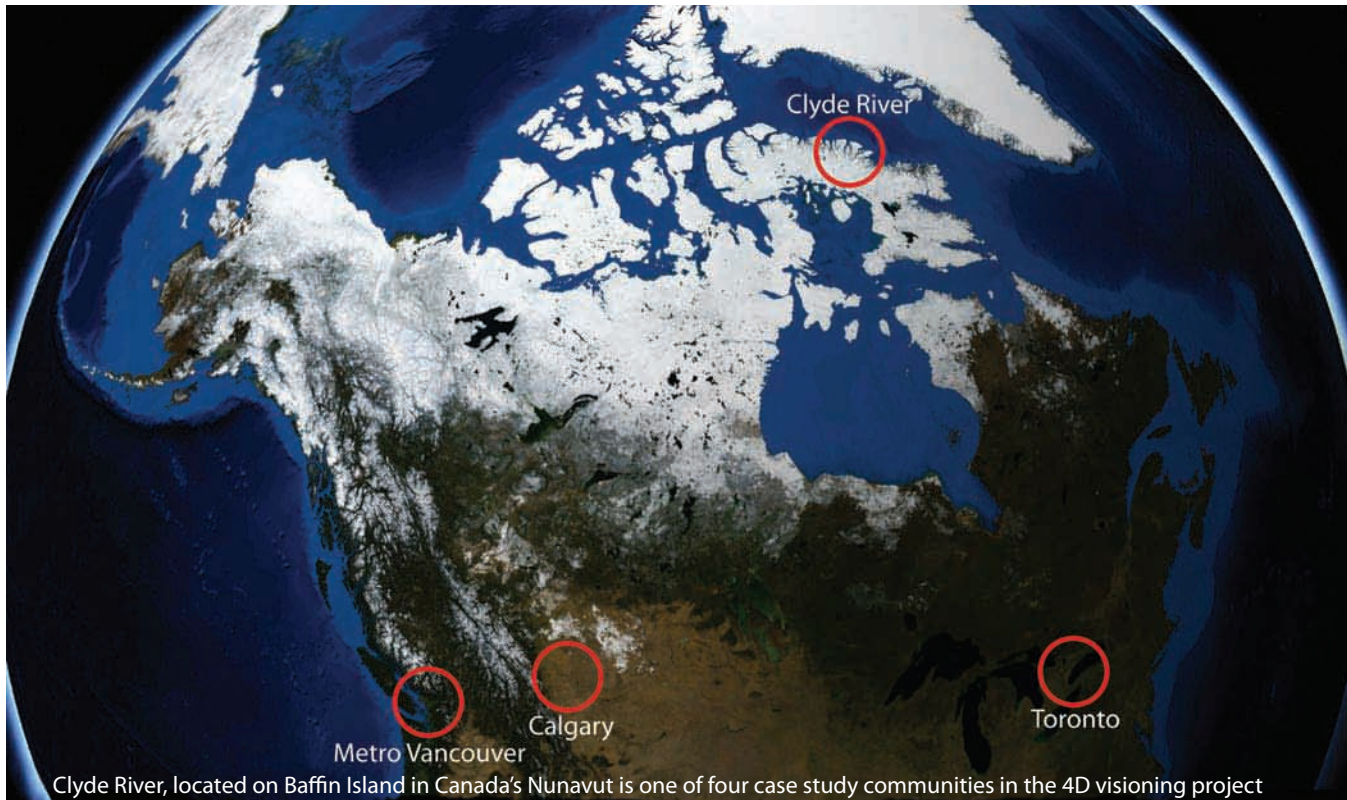 Clyde River
Calgary
Toronto
Metro Vancouver
Clyde River, located on Baffin Island in Canada's Nunavut is one of four case study communities in the 4D visioning project